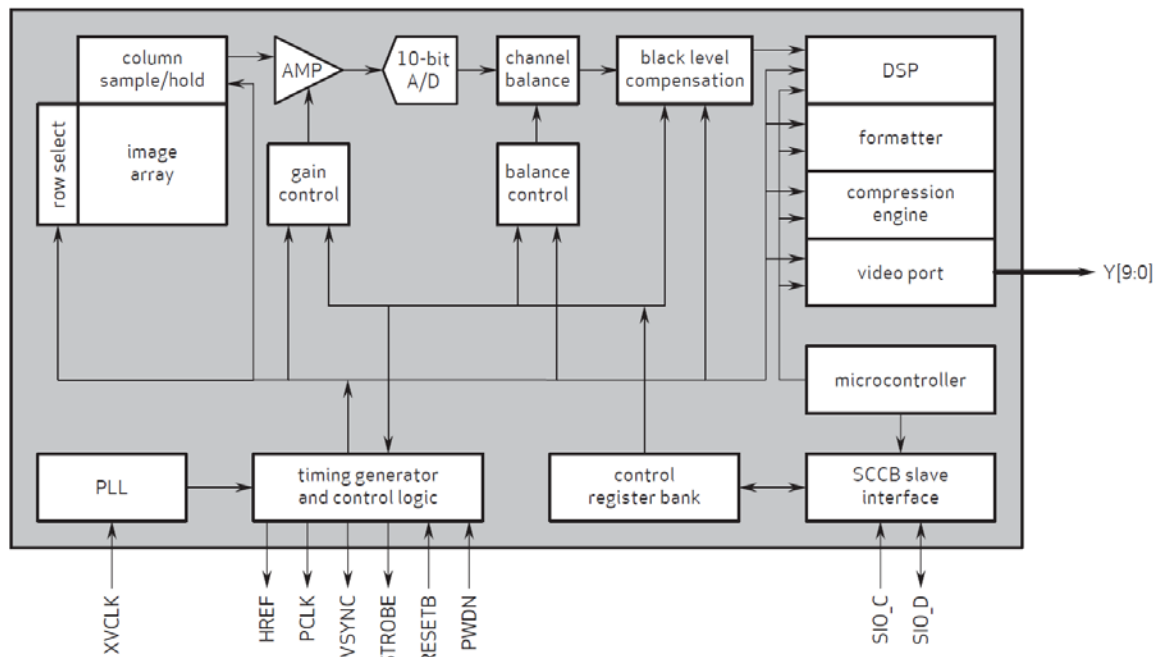 column
sample/hold
AMP
10-bit
A/D
channel
balance
black level
compensation
DSP
row select
image
array
gain
control
balance
control
formatter
compression
engine
video port
Y[9:0]
microcontroller
PLL
timing generator
and control logic
control
register bank
SCCB slave
interface
XVCLK
HREF
PCLK
VSYNC
STROBE
RESETB
PWDN
SIO_C
SIO_D